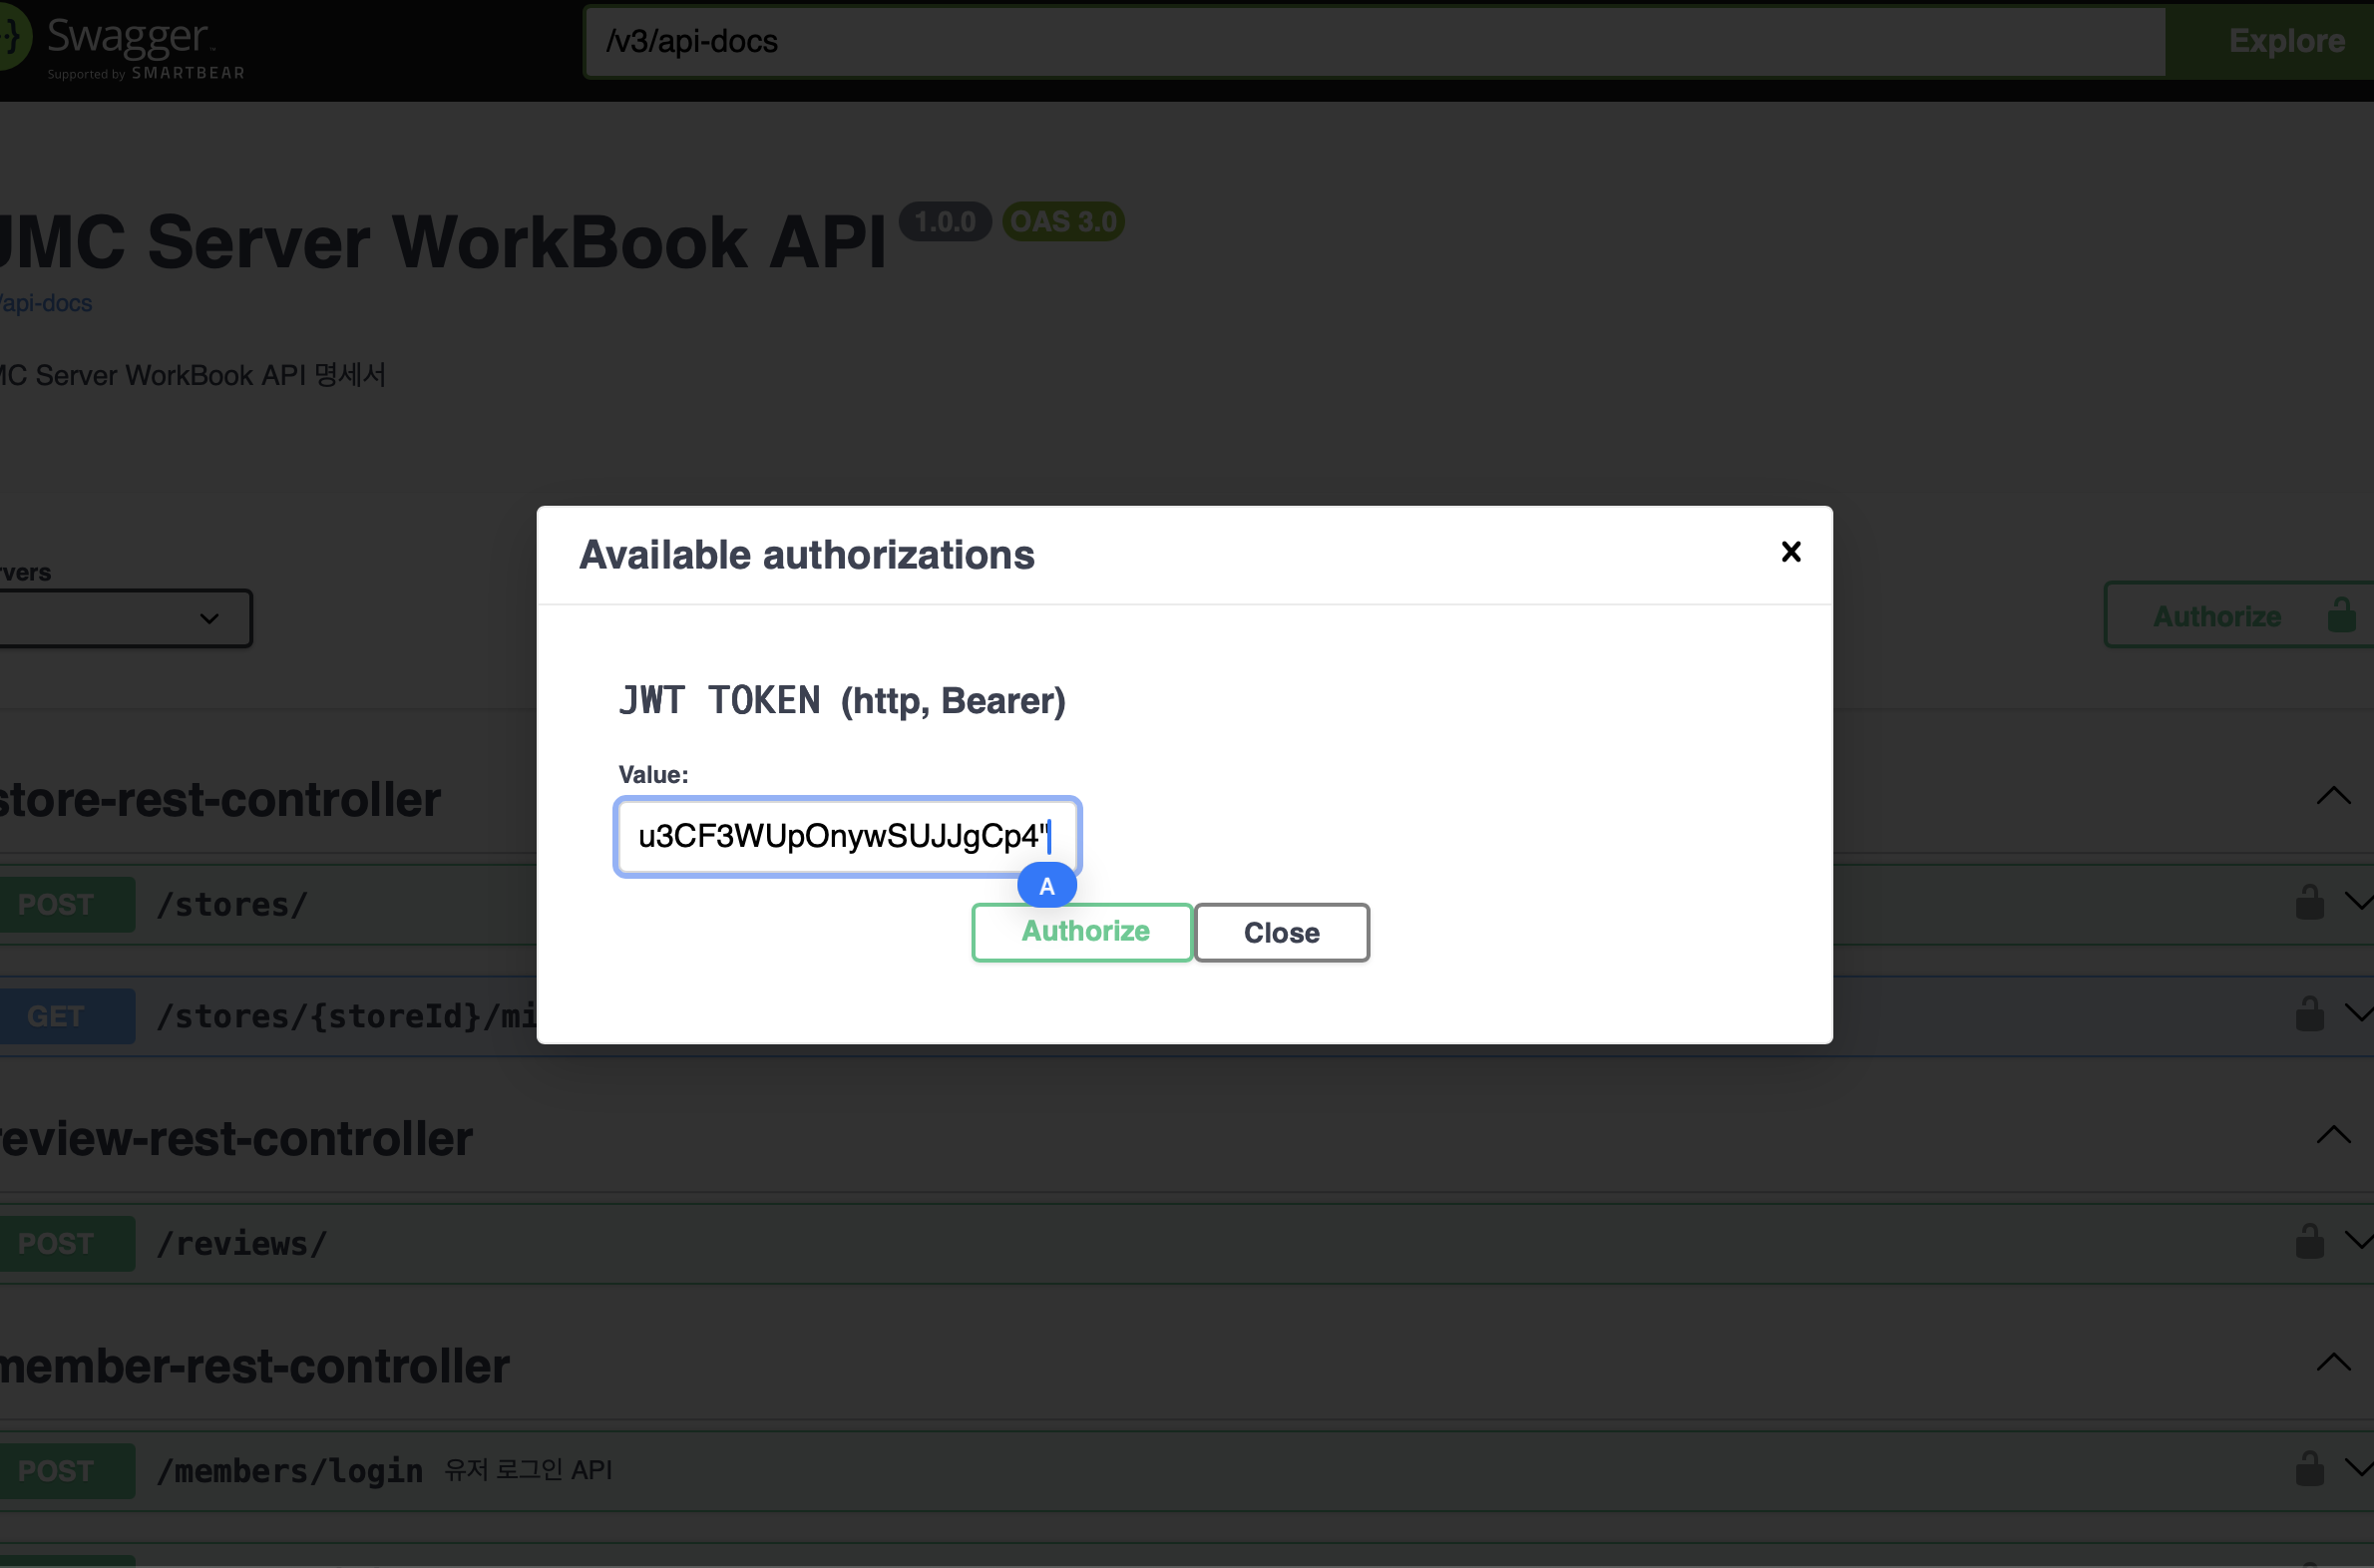 Swagger
Supported by SMARTBEAR
/v3/api-docs
Explore
UMC Server WorkBook API 1.0.0 OAS 3.0
/api-docs
MC Server WorkBook API 명세서
rvers
Authorize
Available authorizations
JWT TOKEN (http, Bearer)
Value:
u3CF3WUpOnywSUJJgCp4"
A
Authorize
Close
store-rest-controller
POST /stores/
GET /stores/{storeId}/mi
review-rest-controller
POST /reviews/
member-rest-controller
POST /members/login 유저 로그인 API